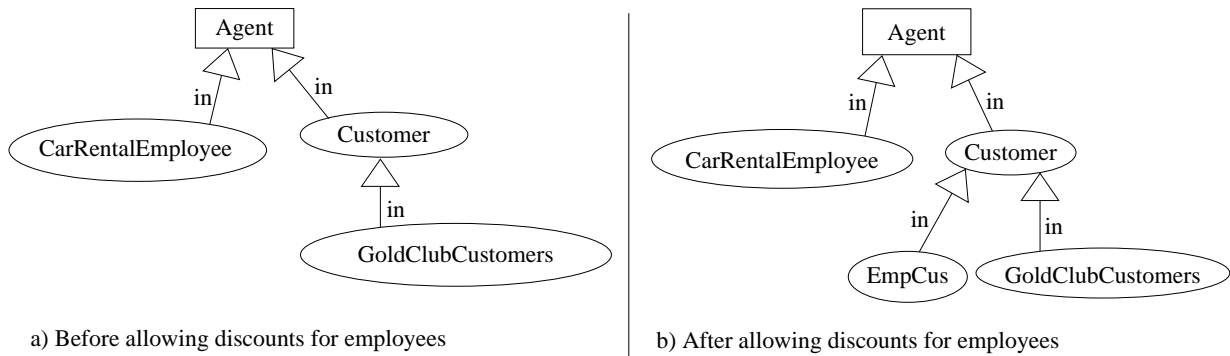 Agent
in
in
CarRentalEmployee
Customer
in
GoldClubCustomers
a) Before allowing discounts for employees
Agent
in
in
CarRentalEmployee
Customer
in
in
EmpCus
GoldClubCustomers
b) After allowing discounts for employees